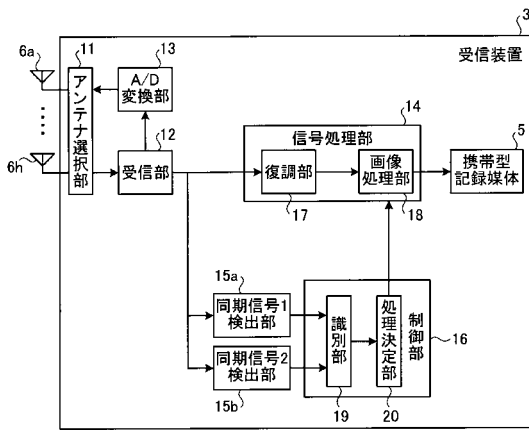 3
受信装置
6a
11
13
A/D
変換部
アンテナ選択部
12
受信部
6h
14
信号処理部
復調部
17
画像
処理部
18
5
携帯型
記録媒体
15a
同期信号1
検出部
同期信号2
検出部
15b
識別部
19
処理決定部
20
制御部
16